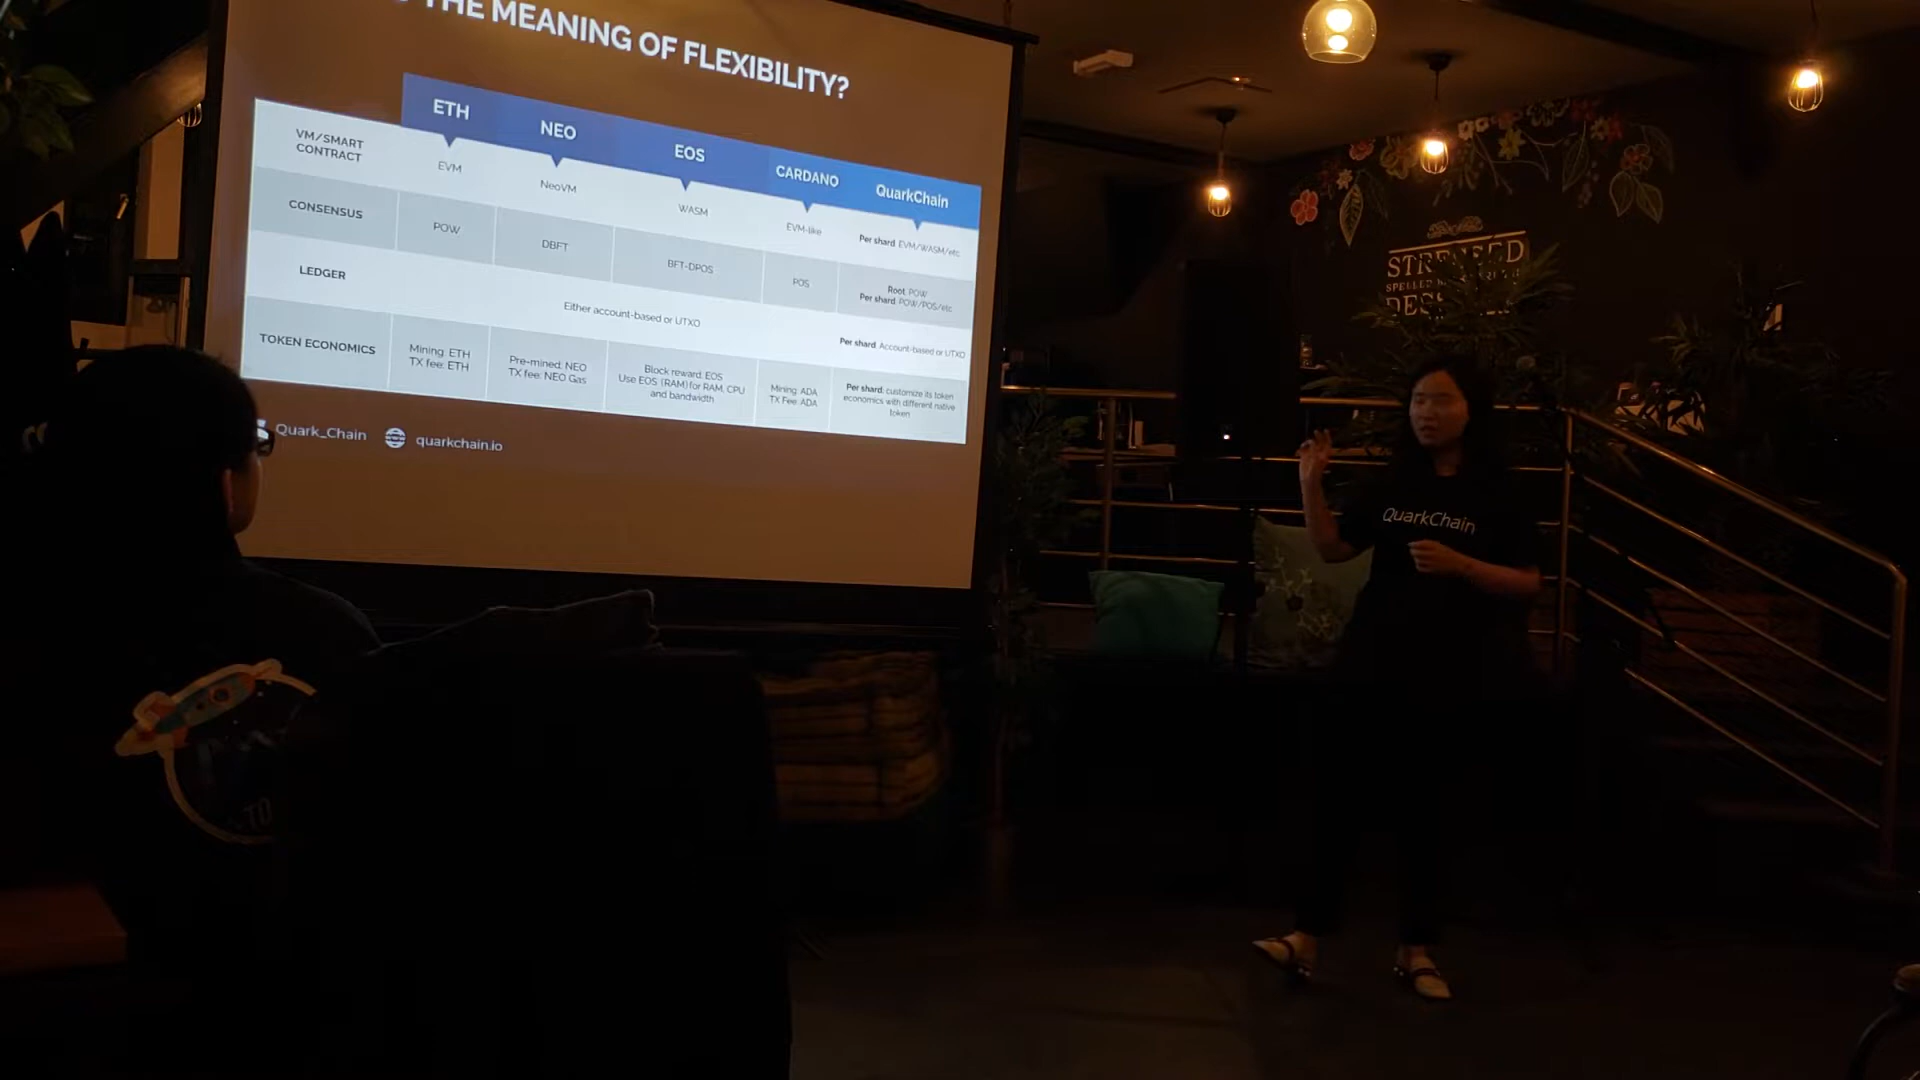 THE MEANING OF FLEXIBILITY?
ETH
NEO
EOS
CARDANO
QuarkChain
VM/SMART
CONTRACT
EVM
NeoVM
WASM
EVM-like
Per shard: EVM/WASM/etc
CONSENSUS
POW
DBFT
BFT-DPOS
POS
Root: POW
Per shard: POW/POS/etc
LEDGER
Either account-based or UTXO
Per shard: Account-based or UTXO
TOKEN ECONOMICS
Mining: ETH
TX fee: ETH
Pre-mined: NEO
TX fee: NEO Gas
Block reward: EOS
Use EOS (RAM) for RAM, CPU
and bandwidth
Mining: ADA
TX Fee: ADA
Per shard: customize its token
economics with different native
token
Quark_Chain
quarkchain.io
STRESSED
SPELLED
QuarkChain
TO